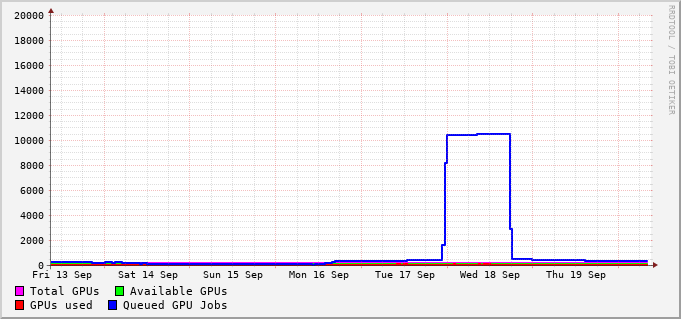 20000
18000
16000
14000
12000
10000
8000
6000
4000
2000
0
Fri 13 Sep Sat 14 Sep Sun 15 Sep Mon 16 Sep Tue 17 Sep Wed 18 Sep Thu 19 Sep
Total GPUs Available GPUs
GPUs used Queued GPU Jobs
RRDTOOL / TOBI OETIKER